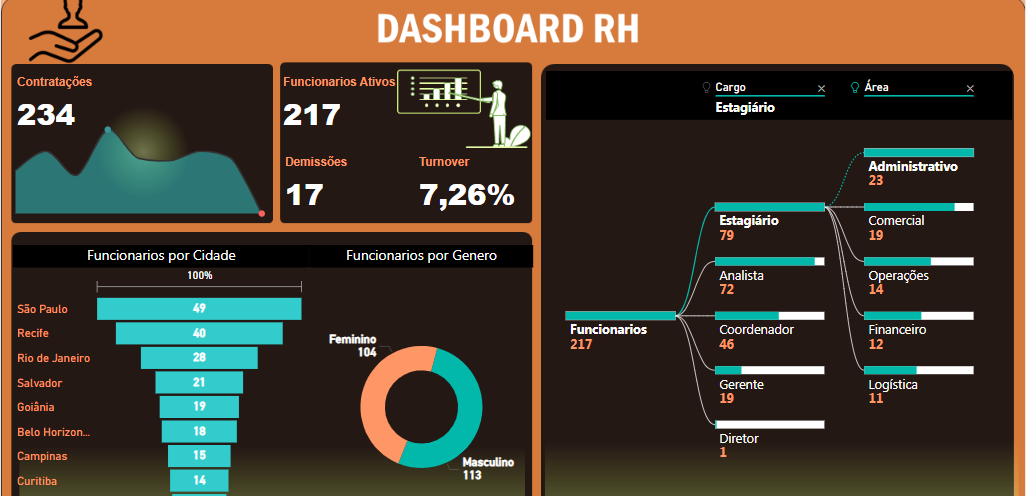 DASHBOARD RH
Contratações
234
Funcionarios Ativos
217
Demissões
17
Turnover
7,26%
Funcionarios por Cidade
100%
São Paulo 49
Recife 40
Rio de Janeiro 28
Salvador 21
Goiânia 19
Belo Horizon... 18
Campinas 15
Curitiba 14
Funcionarios por Genero
Feminino
104
Masculino
113
Cargo ×
Estagiário
Área ×
Funcionarios
217
Estagiário
79
Analista
72
Coordenador
46
Gerente
19
Diretor
1
Administrativo
23
Comercial
19
Operações
14
Financeiro
12
Logística
11